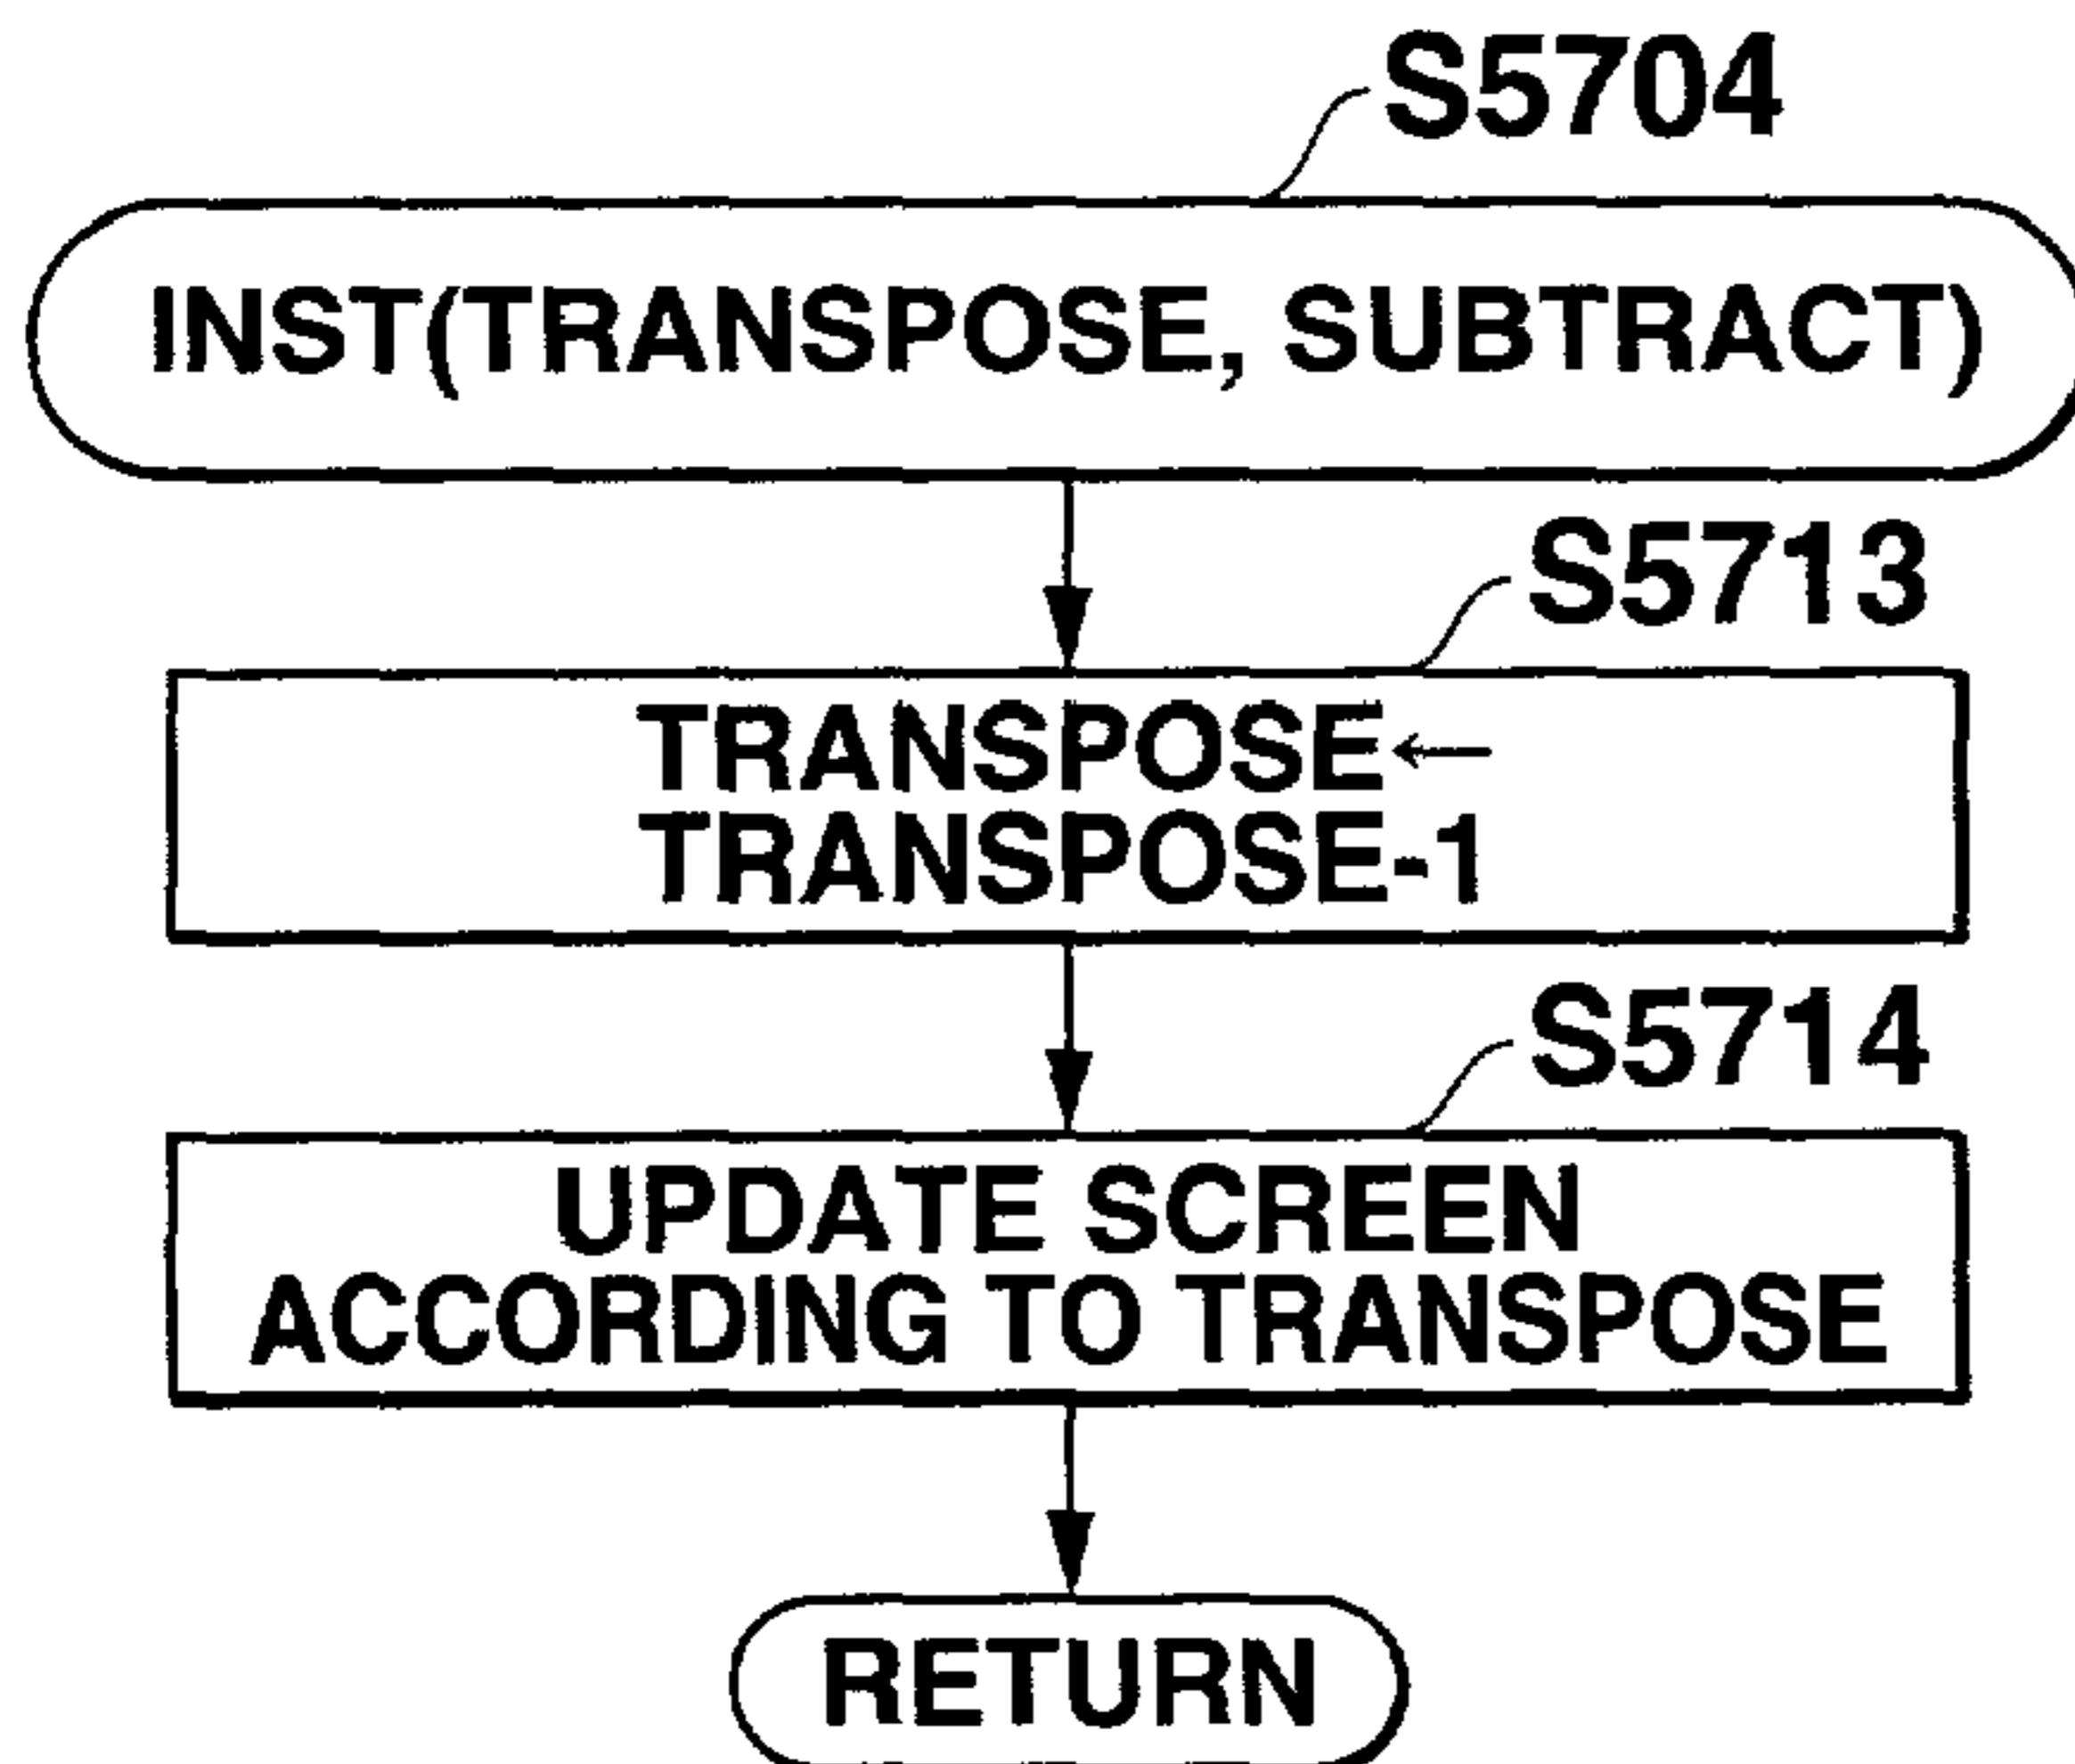 S5704
INST(TRANSPOSE, SUBTRACT)
S5713
TRANSPOSE←
TRANSPOSE-1
S5714
UPDATE SCREEN
ACCORDING TO TRANSPOSE
RETURN